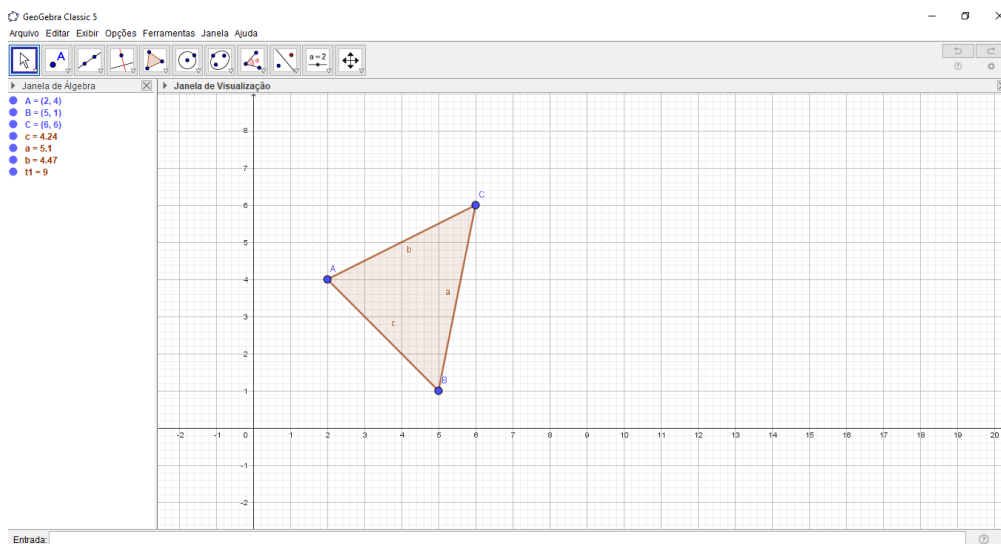 GeoGebra Classic 5
Arquivo Editar Exibir Opções Ferramentas Janela Ajuda
A
α
a=2
Janela de Álgebra
Janela de Visualização
A = (2, 4)
B = (5, 1)
C = (6, 6)
c = 4.24
a = 5.1
b = 4.47
t1 = 9
8
7
6
5
4
3
2
1
-1
-2
C
b
A
a
c
B
-2 -1 0 1 2 3 4 5 6 7 8 9 10 11 12 13 14 15 16 17 18 19 20
Entrada: